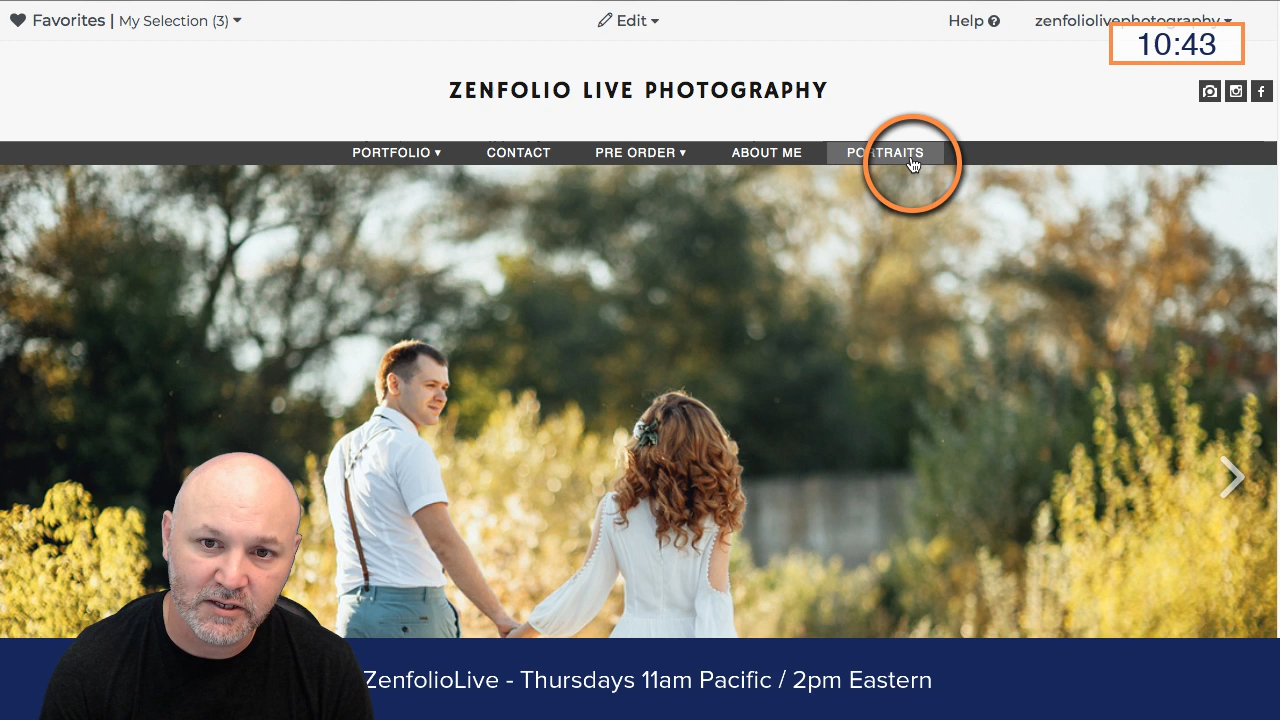 Favorites | My Selection (3)
Edit
Help
zenfoliolivephotography
10:43
ZENFOLIO LIVE PHOTOGRAPHY
PORTFOLIO ▾ CONTACT PRE ORDER ▾ ABOUT ME PORTRAITS
ZenfolioLive - Thursdays 11am Pacific / 2pm Eastern